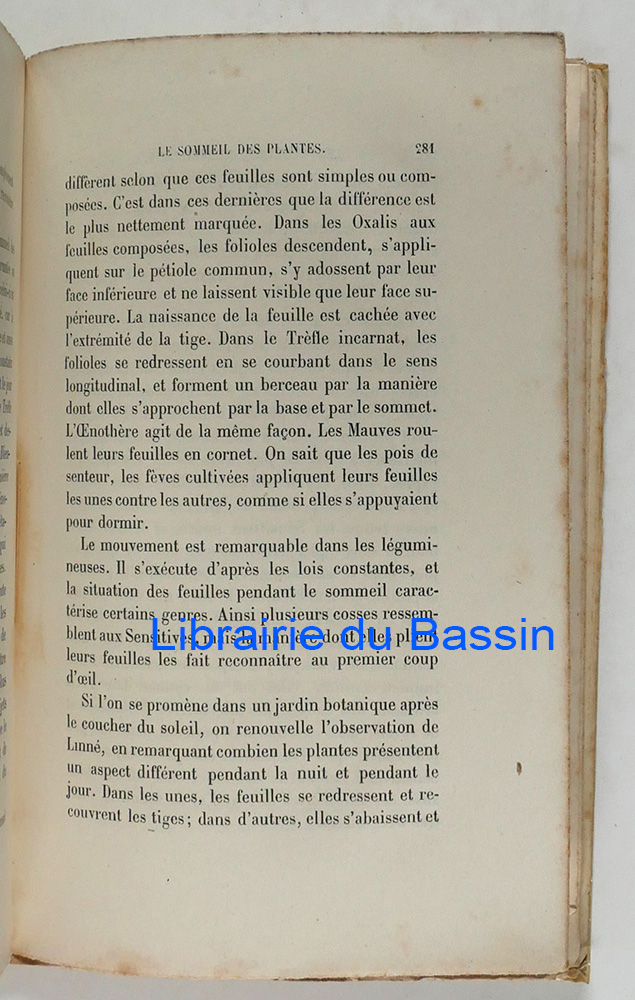 LE SOMMEIL DES PLANTES. 281
différent selon que ces feuilles sont simples ou com-
posées. C'est dans ces dernières que la différence est
le plus nettement marquée. Dans les Oxalis aux
feuilles composées, les folioles descendent, s'appli-
quent sur le pétiole commun, s'y adossent par leur
face inférieure et ne laissent visible que leur face su-
périeure. La naissance de la feuille est cachée avec
l'extrémité de la tige. Dans le Trèfle incarnat, les
folioles se redressent en se courbant dans le sens
longitudinal, et forment un berceau par la manière
dont elles s'approchent par la base et par le sommet.
L'Œnothère agit de la même façon. Les Mauves rou-
lent leurs feuilles en cornet. On sait que les pois de
senteur, les fèves cultivées appliquent leurs feuilles
les unes contre les autres, comme si elles s'appuyaient
pour dormir.
Le mouvement est remarquable dans les légumi-
neuses. Il s'exécute d'après les lois constantes, et
la situation des feuilles pendant le sommeil carac-
térise certains genres. Ainsi plusieurs cosses ressem-
blent aux Sensitives, mais la manière dont elles plient
Librairie du Bassin
leurs feuilles les fait reconnaître au premier coup
d'œil.
Si l'on se promène dans un jardin botanique après
le coucher du soleil, on renouvelle l'observation de
Linné, en remarquant combien les plantes présentent
un aspect différent pendant la nuit et pendant le
jour. Dans les unes, les feuilles se redressent et re-
couvrent les tiges; dans d'autres, elles s'abaissent et